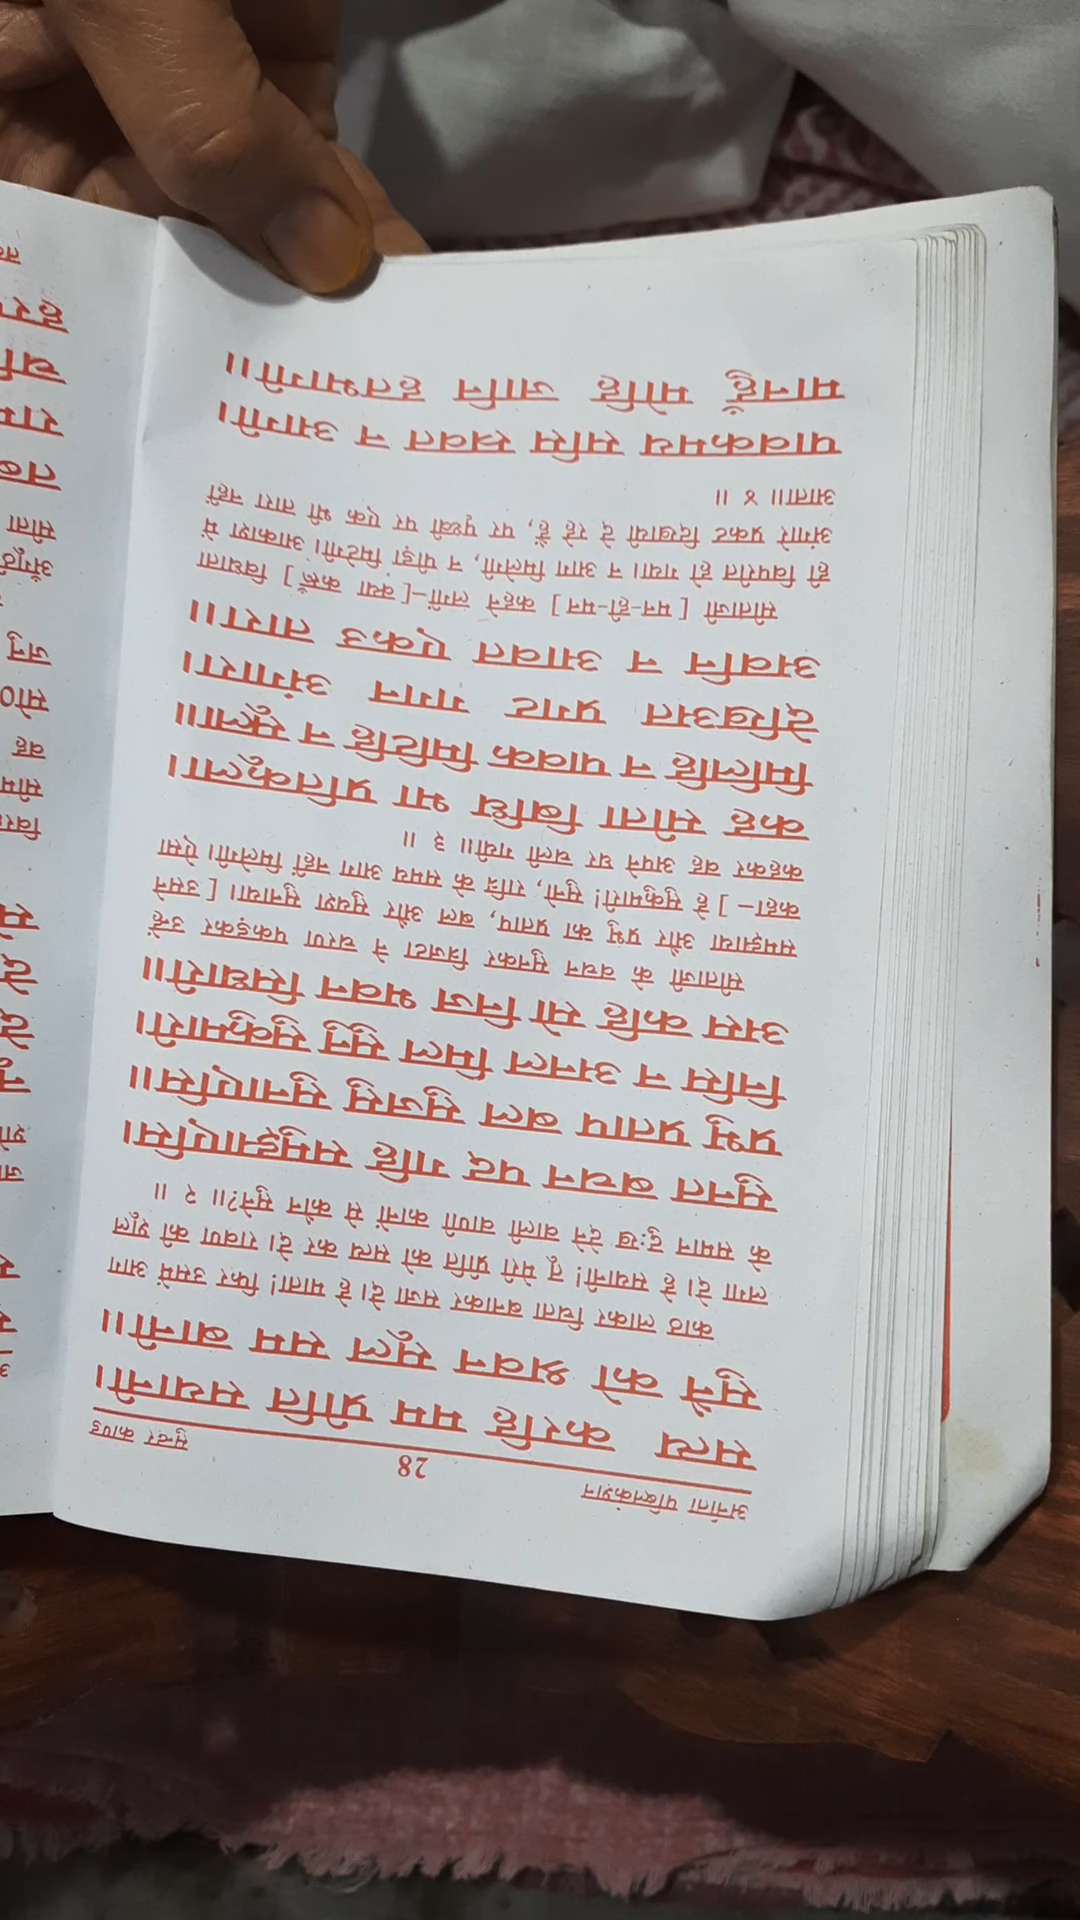 अनीता पब्लिकेशन
28
सुन्दर काण्ड
सत्य करहि मम प्रीति सयानी।
सुनै को श्रवन सूल सम बानी॥
काठ लाकर चिता बनाकर सजा दे। हे माता! फिर उसमें आग
लगा दे। हे सयानी! तू मेरी प्रीति को सत्य कर दे। रावण की शूल
के समान दुःख देने वाली वाणी कानों से कौन सुने?॥ २ ॥
सुनत बचन पद गहि समुझाएसि।
प्रभु प्रताप बल सुजसु सुनाएसि॥
निसि न अनल मिल सुनु सुकुमारी।
अस कहि सो निज भवन सिधारी॥
सीताजी के वचन सुनकर त्रिजटा ने चरण पकड़कर उन्हें
समझाया और प्रभु का प्रताप, बल और सुयश सुनाया। [ उसने
कहा– ] हे सुकुमारी! सुनो, रात्रि के समय आग नहीं मिलेगी। ऐसा
कहकर वह अपने घर चली गयी॥ ३ ॥
कह सीता बिधि भा प्रतिकूला।
मिलिहि न पावक मिटिहि न सूला॥
देखिअत प्रगट गगन अंगारा।
अवनि न आवत एकउ तारा॥
सीताजी [ मन-ही-मन ] कहने लगीं–[ क्या करूँ ] विधाता
ही विपरीत हो गया। न आग मिलेगी, न पीड़ा मिटेगी। आकाश में
अंगारे प्रकट दिखायी दे रहे हैं, पर पृथ्वी पर एक भी तारा नहीं
आता॥ ४ ॥
पावकमय ससि स्रवत न आगी।
मानहुँ मोहि जानि हतभागी॥